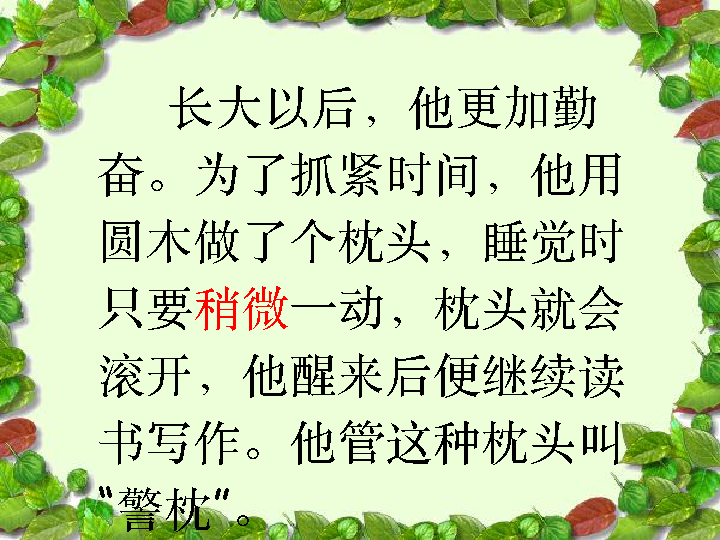 长大以后，他更加勤
奋。为了抓紧时间，他用
圆木做了个枕头，睡觉时
只要稍微一动，枕头就会
滚开，他醒来后便继续读
书写作。他管这种枕头叫
“警枕”。